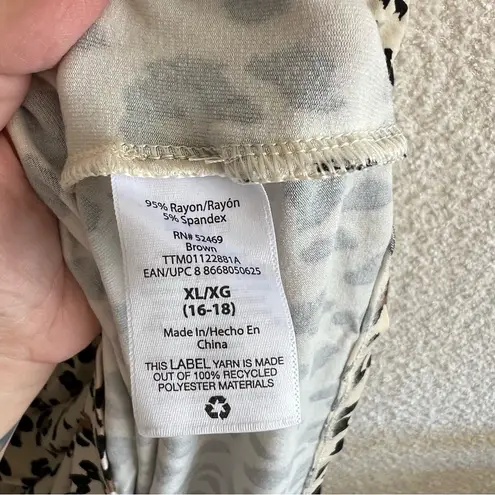 95% Rayon/Rayón
5% Spandex
RN# 52469
Brown
TTM01122881A
EAN/UPC 8 8668050625
XL/XG
(16-18)
Made In/Hecho En
China
THIS LABEL YARN IS MADE
OUT OF 100% RECYCLED
POLYESTER MATERIALS